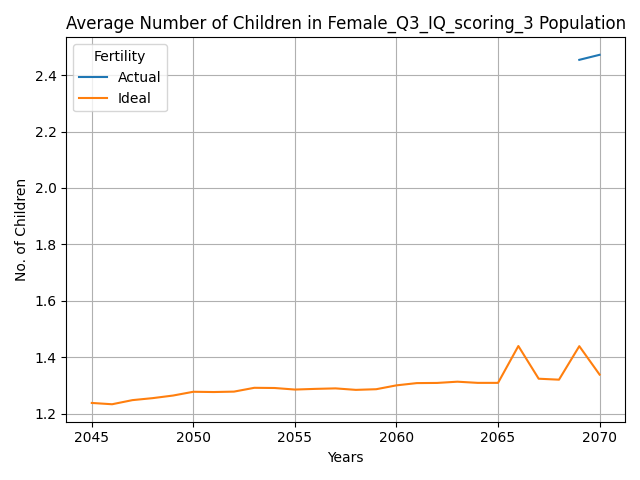 Average Number of Children in Female_Q3_IQ_scoring_3 Population
Fertility
Actual
Ideal
No. of Children
2.4
2.2
2.0
1.8
1.6
1.4
1.2
2045 2050 2055 2060 2065 2070
Years